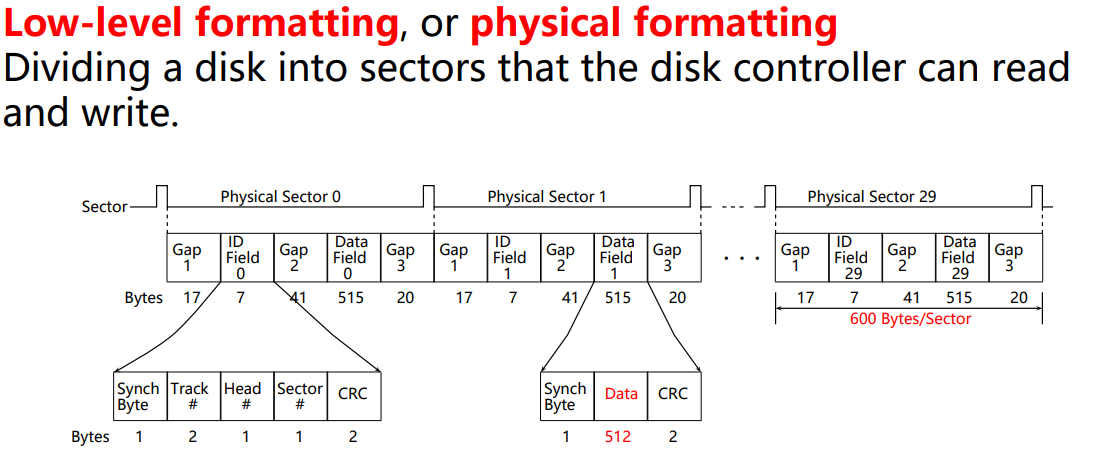 Low-level formatting, or physical formatting
Dividing a disk into sectors that the disk controller can read
and write.
Sector
Physical Sector 0
Physical Sector 1
Physical Sector 29
Gap 1
ID Field 0
Gap 2
Data Field 0
Gap 3
Gap 1
ID Field 1
Gap 2
Data Field 1
Gap 3
. . .
Gap 1
ID Field 29
Gap 2
Data Field 29
Gap 3
Bytes 17 7 41 515 20 17 7 41 515 20 17 7 41 515 20
600 Bytes/Sector
Synch Byte
Track #
Head #
Sector #
CRC
Synch Byte
Data
CRC
Bytes 1 2 1 1 2 1 512 2